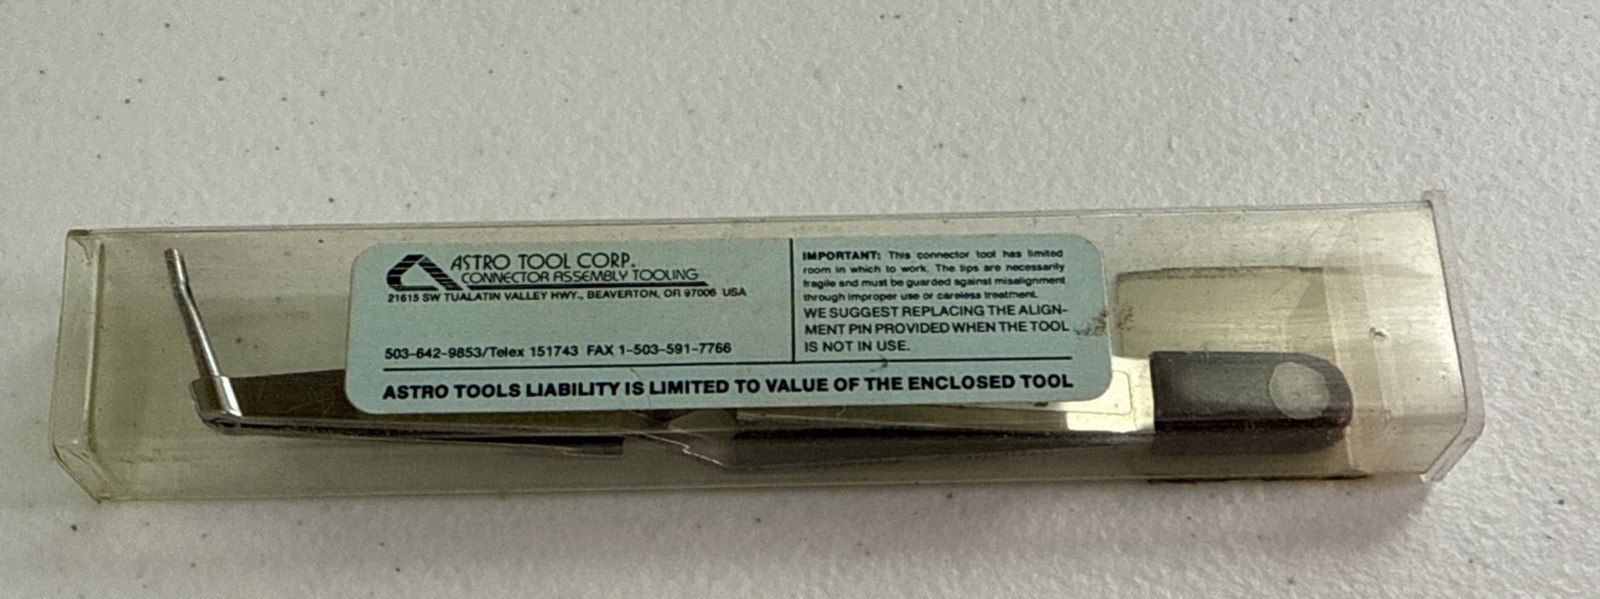 ASTRO TOOL CORP.
CONNECTOR ASSEMBLY TOOLING
21615 SW TUALATIN VALLEY HWY., BEAVERTON, OR 97006 USA
503-642-9853/Telex 151743 FAX 1-503-591-7766
IMPORTANT: This connector tool has limited
room in which to work. The tips are necessarily
fragile and must be guarded against misalignment
through improper use or careless treatment.
WE SUGGEST REPLACING THE ALIGN-
MENT PIN PROVIDED WHEN THE TOOL
IS NOT IN USE.
ASTRO TOOLS LIABILITY IS LIMITED TO VALUE OF THE ENCLOSED TOOL